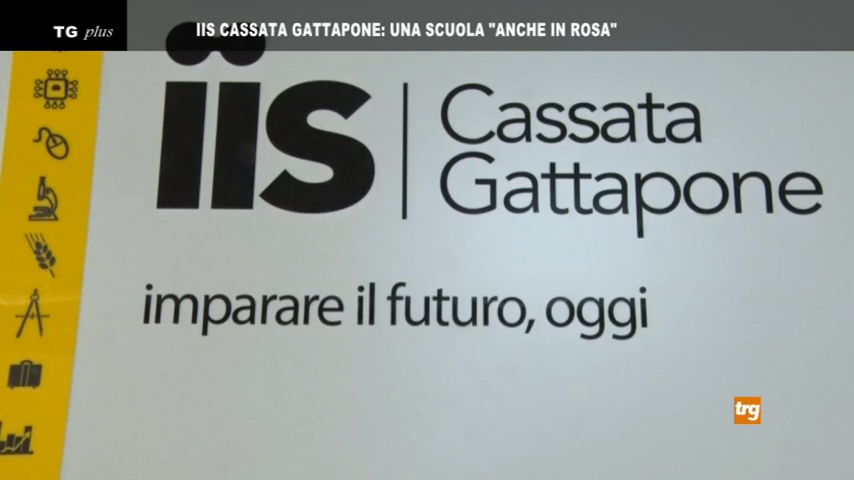 TG plus
IIS CASSATA GATTAPONE: UNA SCUOLA "ANCHE IN ROSA"
iis
Cassata
Gattapone
imparare il futuro, oggi
trg